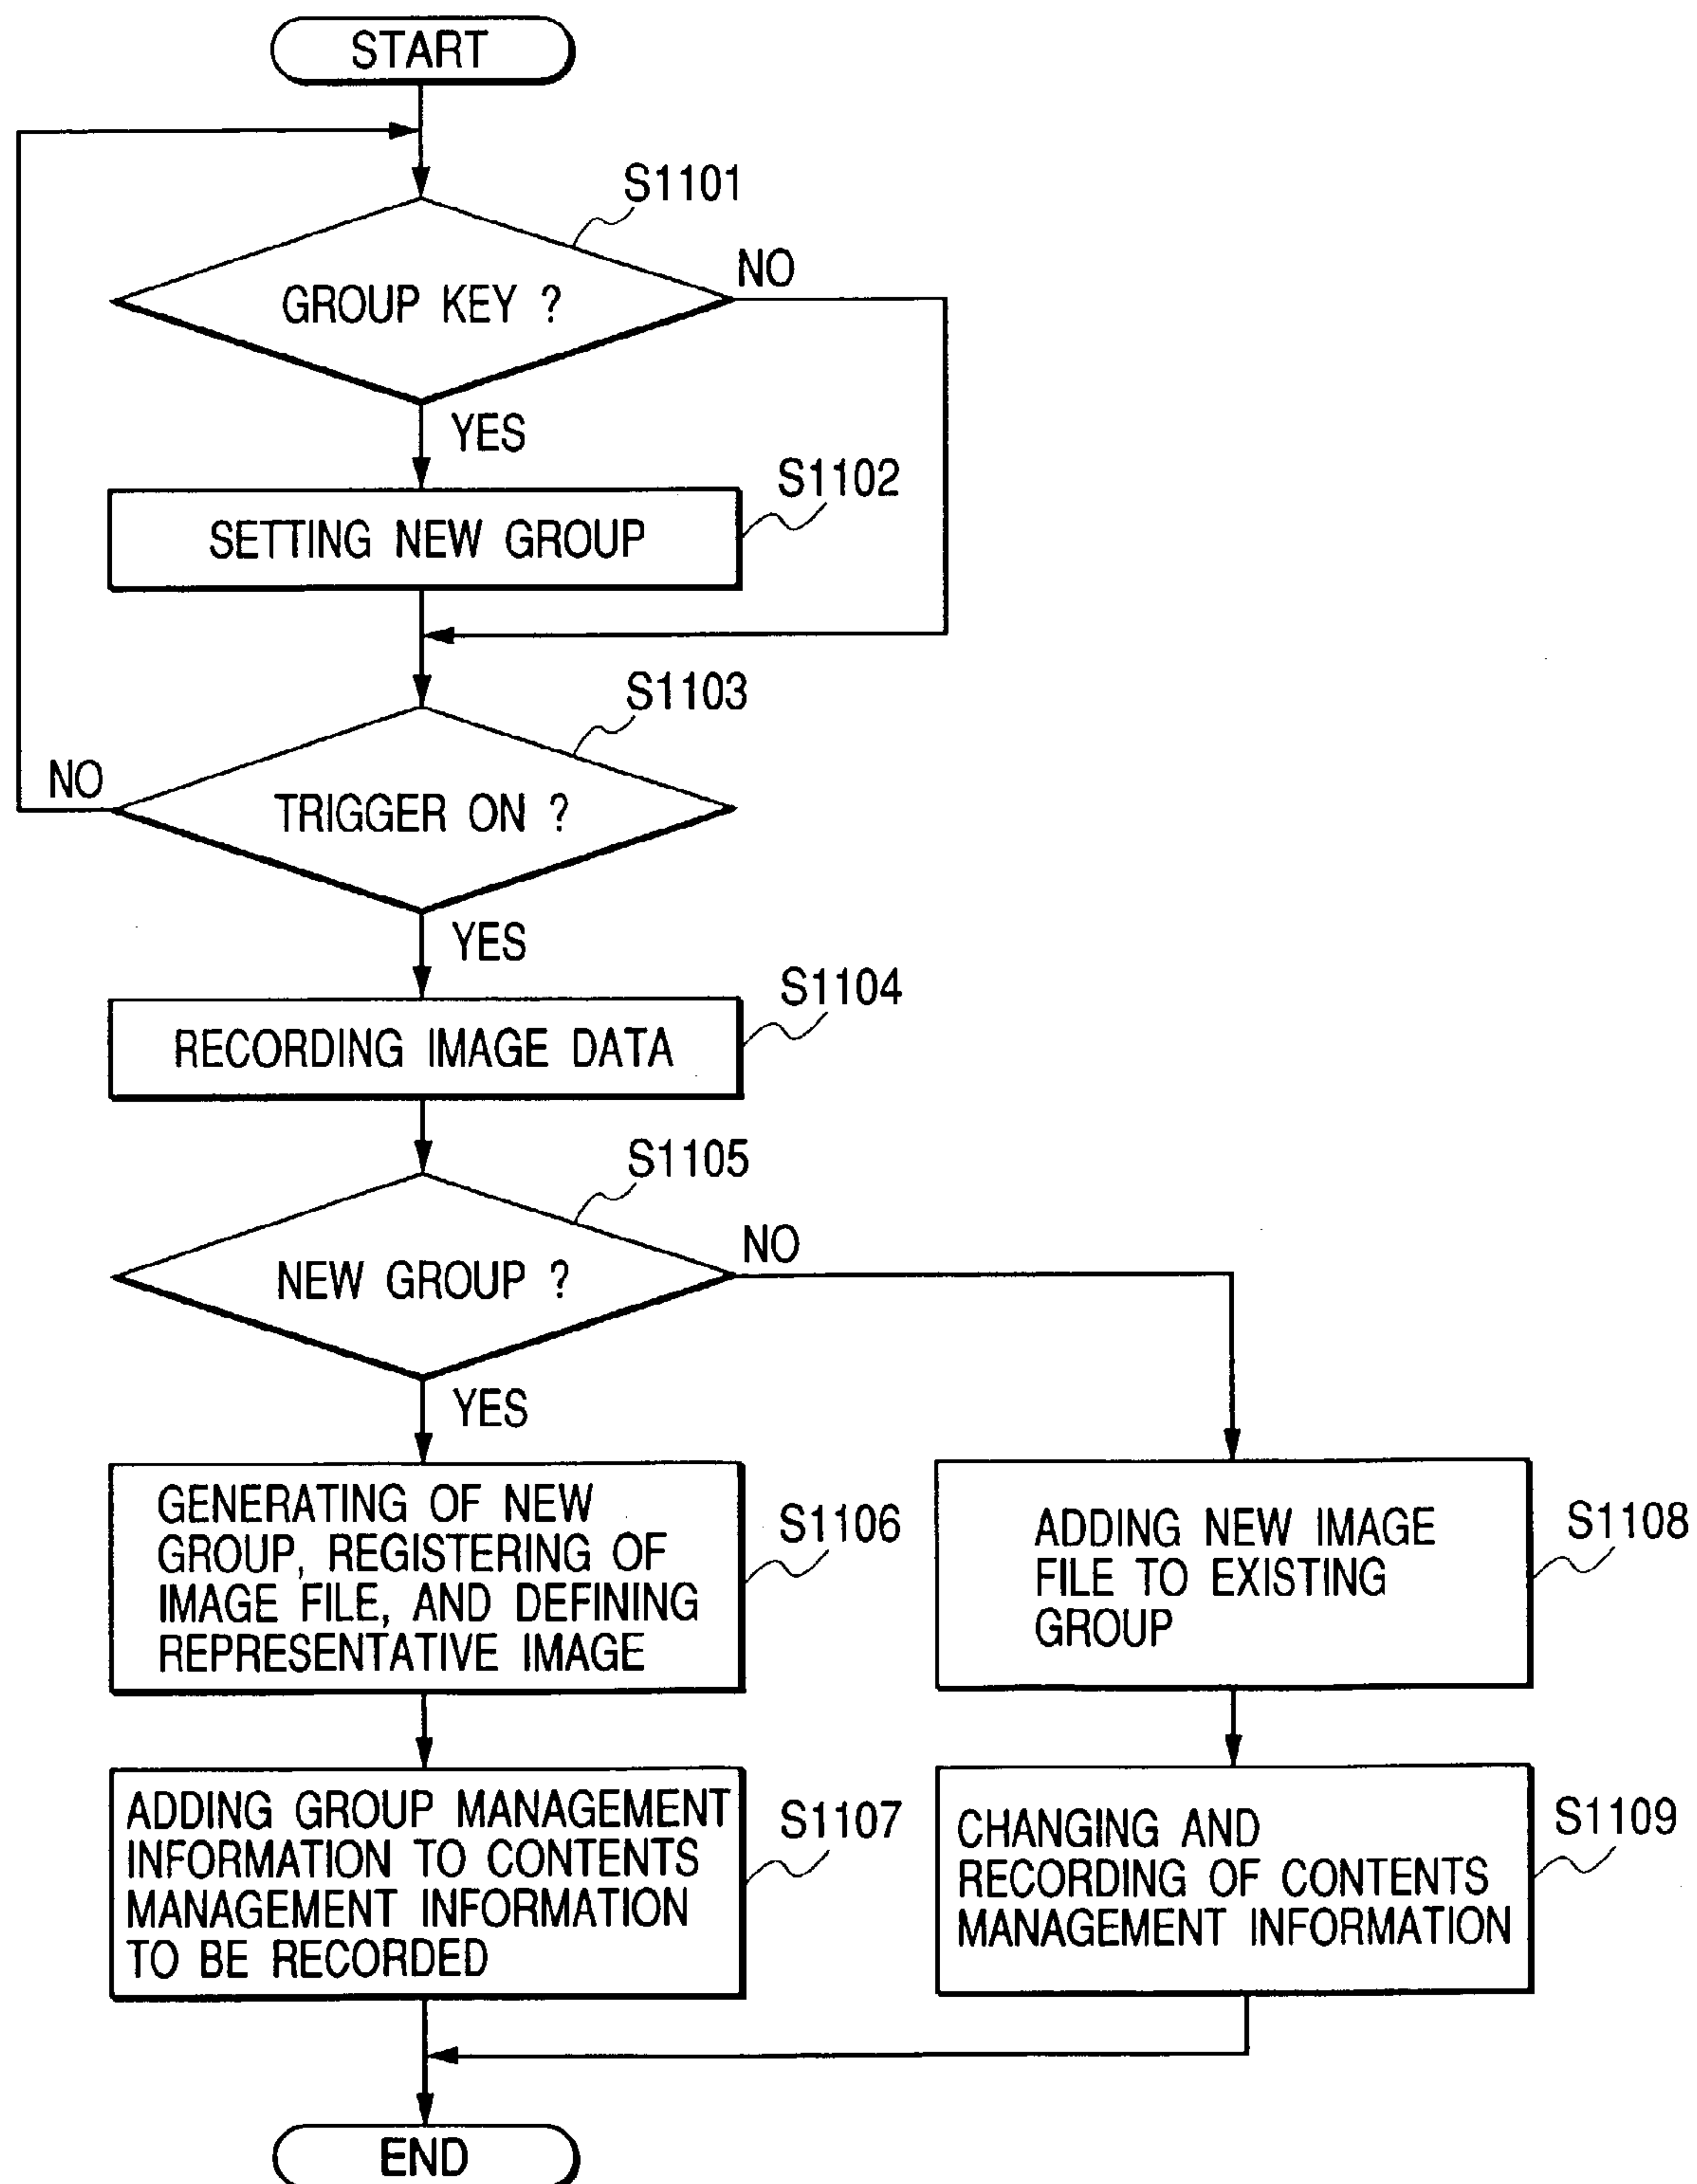 START
S1101
GROUP KEY ?
NO
YES
S1102
SETTING NEW GROUP
S1103
NO
TRIGGER ON ?
YES
S1104
RECORDING IMAGE DATA
S1105
NEW GROUP ?
NO
YES
GENERATING OF NEW
GROUP, REGISTERING OF
IMAGE FILE, AND DEFINING
REPRESENTATIVE IMAGE
S1106
ADDING NEW IMAGE
FILE TO EXISTING
GROUP
S1108
ADDING GROUP MANAGEMENT
INFORMATION TO CONTENTS
MANAGEMENT INFORMATION
TO BE RECORDED
S1107
CHANGING AND
RECORDING OF CONTENTS
MANAGEMENT INFORMATION
S1109
END